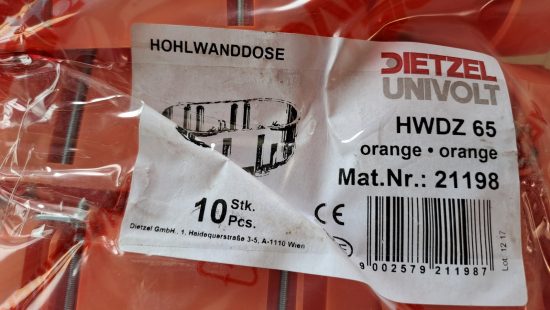 HOHLWANDDOSE
DIETZEL
UNIVOLT
HWDZ 65
orange • orange
Mat.Nr.: 21198
10 Stk.
Pcs.
CE
Dietzel GmbH., 1. Haidequerstraße 3-5, A-1110 Wien
9 002579 211987
Lot: 12 17